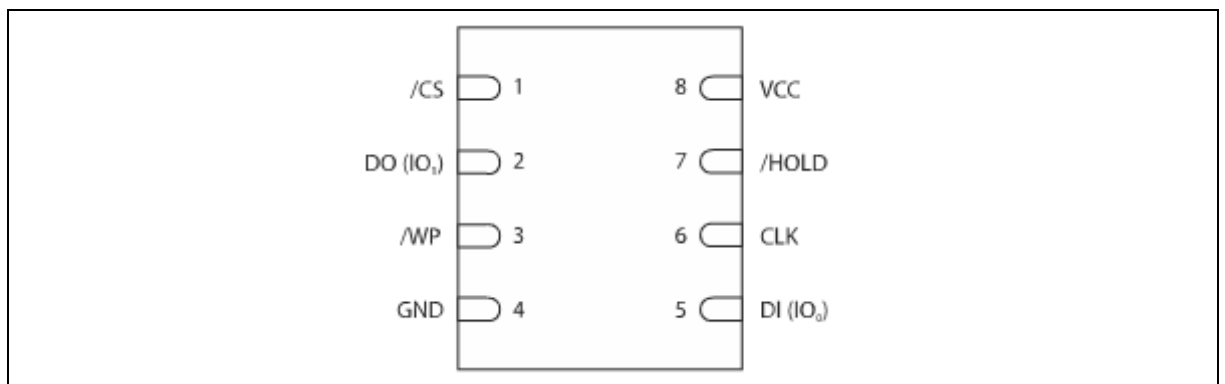 /CS 1 8 VCC
DO (IO₁) 2 7 /HOLD
/WP 3 6 CLK
GND 4 5 DI (IO₀)